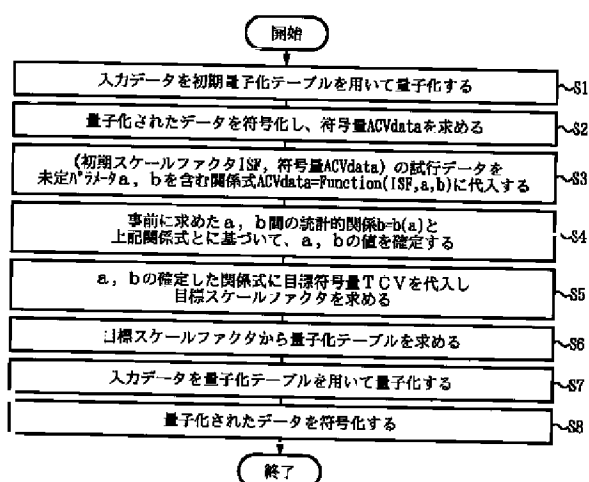 開始
入力データを初期量子化テーブルを用いて量子化する
S1
量子化されたデータを符号化し、符号量ACVdataを求める
S2
(初期スケールファクタISF, 符号量ACVdata) の試行データを
未定パラメータa, bを含む関係式ACVdata=Function(ISF,a,b)に代入する
S3
事前に求めたa, b間の統計的関係b=b(a)と
上記関係式とに基づいて、a, bの値を確定する
S4
a, bの確定した関係式に目標符号量TCVを代入し
目標スケールファクタを求める
S5
目標スケールファクタから量子化テーブルを求める
S6
入力データを量子化テーブルを用いて量子化する
S7
量子化されたデータを符号化する
S8
終了